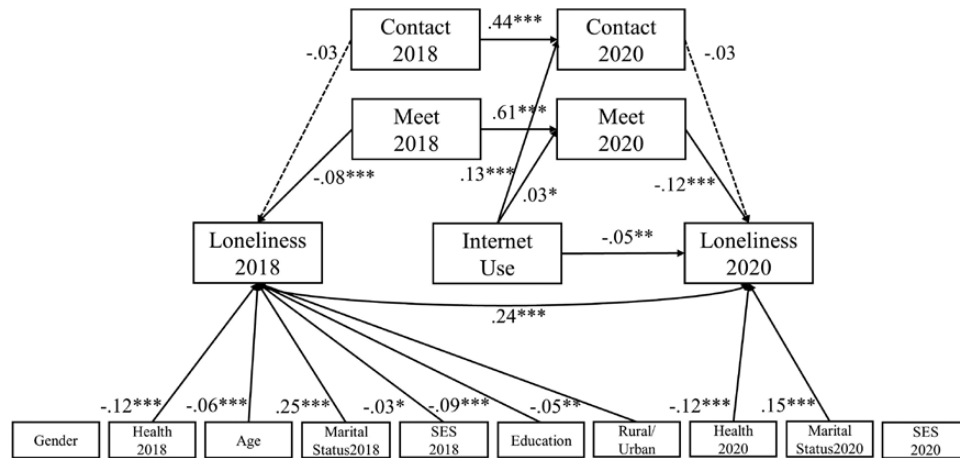 Contact
2018
.44***
Contact
2020
-.03
-.03
Meet
2018
.61***
Meet
2020
-.08***
.13***
.03*
-.12***
Loneliness
2018
Internet
Use
-.05**
Loneliness
2020
.24***
-.12***
-.06***
.25***
-.03*
-.09***
-.05**
-.12***
.15***
Gender
Health
2018
Age
Marital
Status2018
SES
2018
Education
Rural/
Urban
Health
2020
Marital
Status2020
SES
2020